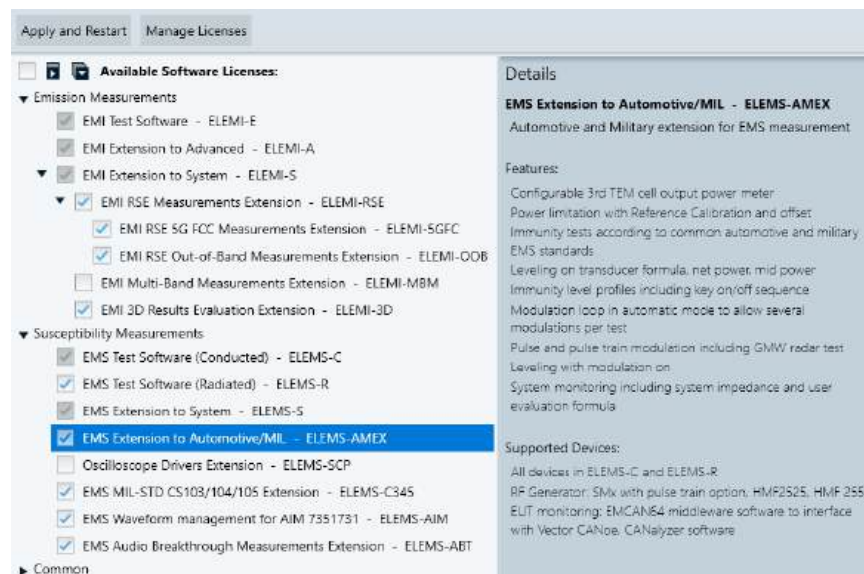 Apply and Restart Manage Licenses
Available Software Licenses:
Emission Measurements
EMI Test Software - ELEMI-E
EMI Extension to Advanced - ELEMI-A
EMI Extension to System - ELEMI-S
EMI RSE Measurements Extension - ELEMI-RSE
EMI RSE 5G FCC Measurements Extension - ELEMI-5GFC
EMI RSE Out-of-Band Measurements Extension - ELEMI-OOB
EMI Multi-Band Measurements Extension - ELEMI-MBM
EMI 3D Results Evaluation Extension - ELEMI-3D
Susceptibility Measurements
EMS Test Software (Conducted) - ELEMS-C
EMS Test Software (Radiated) - ELEMS-R
EMS Extension to System - ELEMS-S
EMS Extension to Automotive/MIL - ELEMS-AMEX
Oscilloscope Drivers Extension - ELEMS-SCP
EMS MIL-STD CS103/104/105 Extension - ELEMS-C345
EMS Waveform management for AIM 7351731 - ELEMS-AIM
EMS Audio Breakthrough Measurements Extension - ELEMS-ABT
Common
Details
EMS Extension to Automotive/MIL - ELEMS-AMEX
Automotive and Military extension for EMS measurement
Features:
Configurable 3rd TEM cell output power meter
Power limitation with Reference Calibration and offset
Immunity tests according to common automotive and military
EMS standards
Leveling on transducer formula, net power, mid power
Immunity level profiles including key on/off sequence
Modulation loop in automatic mode to allow several
modulations per test
Pulse and pulse train modulation including GMW radar test
Leveling with modulation on
System monitoring including system impedance and user
evaluation formula
Supported Devices:
All devices in ELEMS-C and ELEMS-R
RF Generator: SMx with pulse train option, HMF2525, HMF 255
EUT monitoring: EMCAN64 middleware software to interface
with Vector CANoe, CANalyzer software